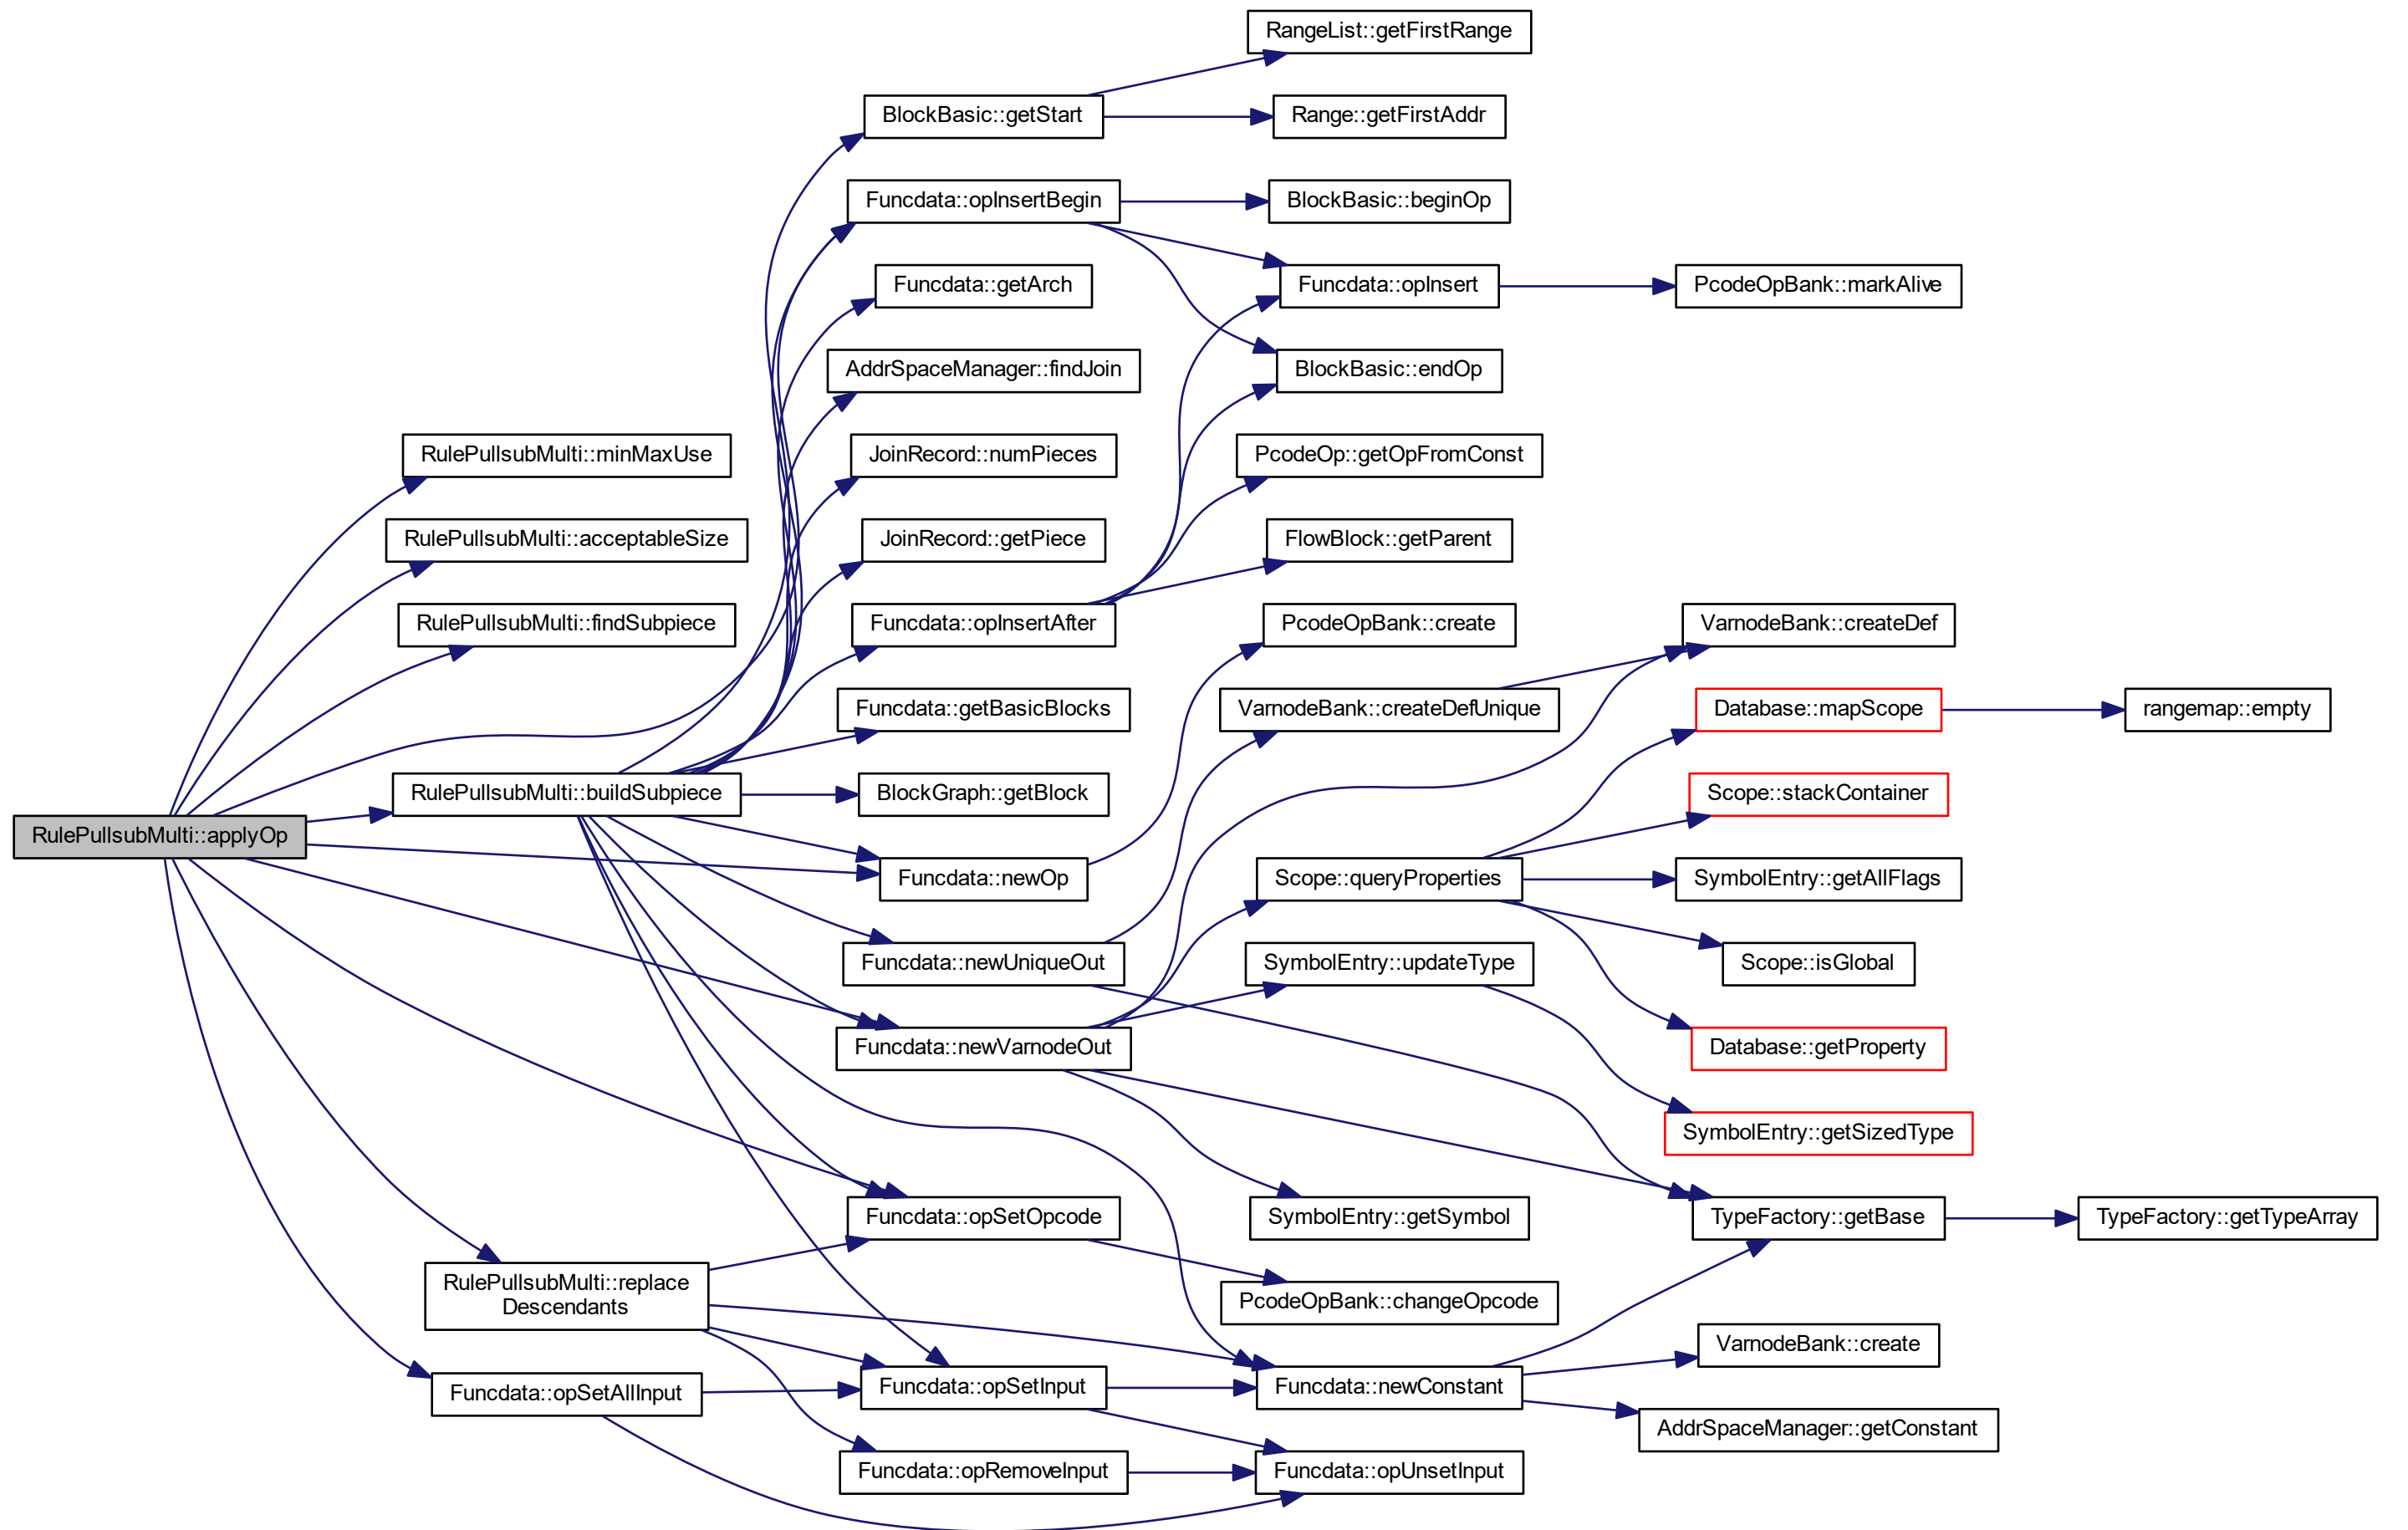 RangeList::getFirstRange
BlockBasic::getStart
Range::getFirstAddr
Funcdata::opInsertBegin
BlockBasic::beginOp
Funcdata::getArch
Funcdata::opInsert
PcodeOpBank::markAlive
AddrSpaceManager::findJoin
BlockBasic::endOp
RulePullsubMulti::minMaxUse
JoinRecord::numPieces
PcodeOp::getOpFromConst
RulePullsubMulti::acceptableSize
JoinRecord::getPiece
FlowBlock::getParent
RulePullsubMulti::findSubpiece
Funcdata::opInsertAfter
PcodeOpBank::create
VarnodeBank::createDef
Funcdata::getBasicBlocks
VarnodeBank::createDefUnique
Database::mapScope
rangemap::empty
RulePullsubMulti::buildSubpiece
BlockGraph::getBlock
Scope::stackContainer
RulePullsubMulti::applyOp
Funcdata::newOp
Scope::queryProperties
SymbolEntry::getAllFlags
Funcdata::newUniqueOut
SymbolEntry::updateType
Scope::isGlobal
Funcdata::newVarnodeOut
Database::getProperty
SymbolEntry::getSizedType
Funcdata::opSetOpcode
SymbolEntry::getSymbol
TypeFactory::getBase
TypeFactory::getTypeArray
RulePullsubMulti::replace
Descendants
PcodeOpBank::changeOpcode
VarnodeBank::create
Funcdata::opSetAllInput
Funcdata::opSetInput
Funcdata::newConstant
AddrSpaceManager::getConstant
Funcdata::opRemoveInput
Funcdata::opUnsetInput